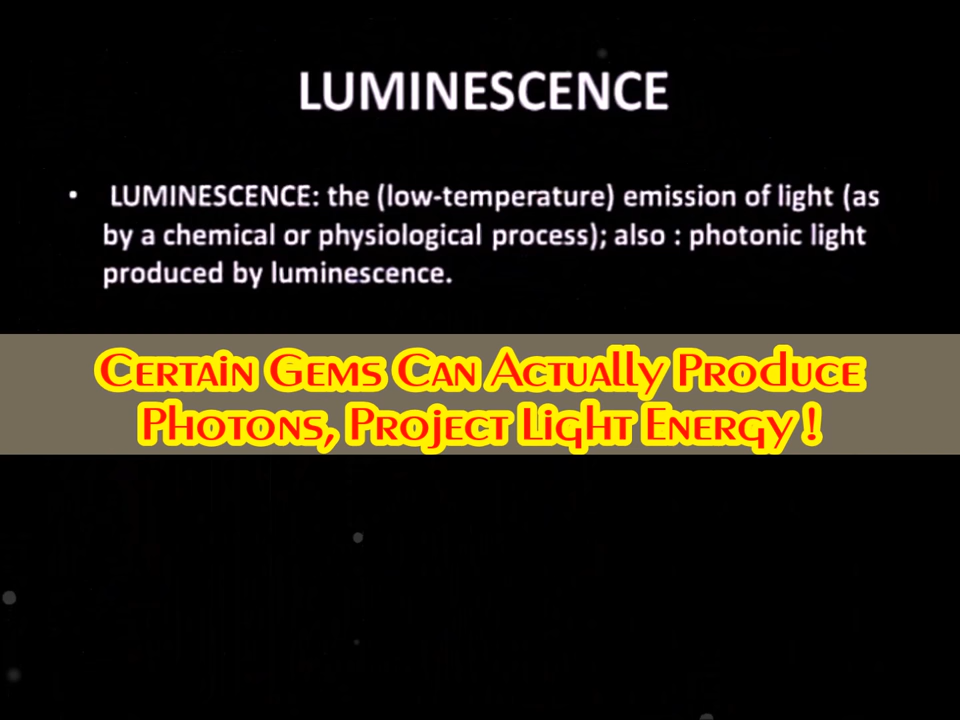 LUMINESCENCE
• LUMINESCENCE: the (low-temperature) emission of light (as
by a chemical or physiological process); also : photonic light
produced by luminescence.
Certain Gems Can Actually Produce
Photons, Project Light Energy !